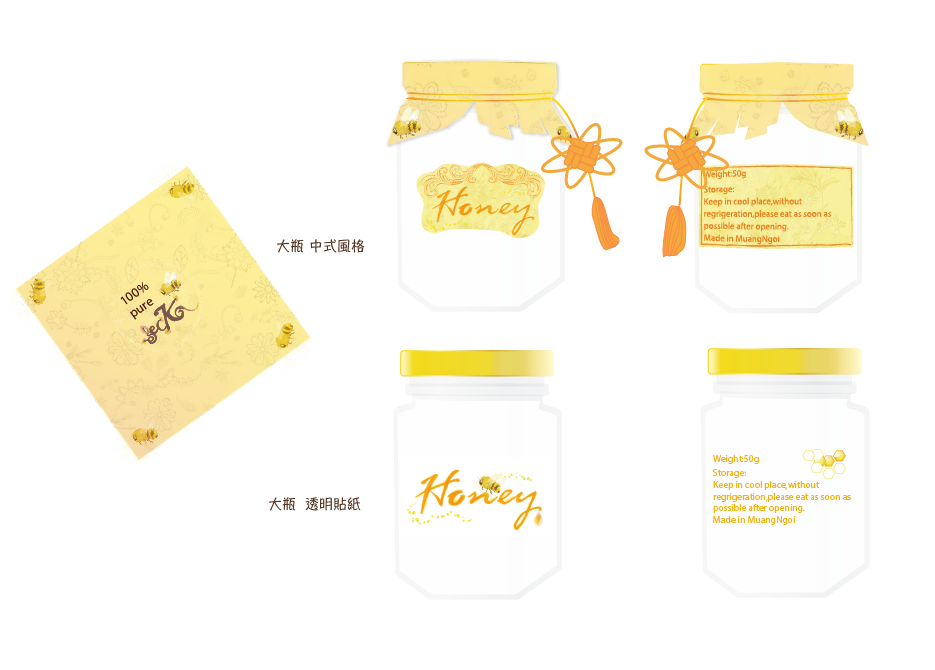 100%
pure
大瓶 中式風格
Honey
Weight:50g
Storage:
Keep in cool place,without
regrigeration,please eat as soon as
possible after opening.
Made in MuangNgoi
大瓶 透明貼紙
Honey
Weight:50g
Storage:
Keep in cool place,without
regrigeration,please eat as soon as
possible after opening.
Made in MuangNgoi